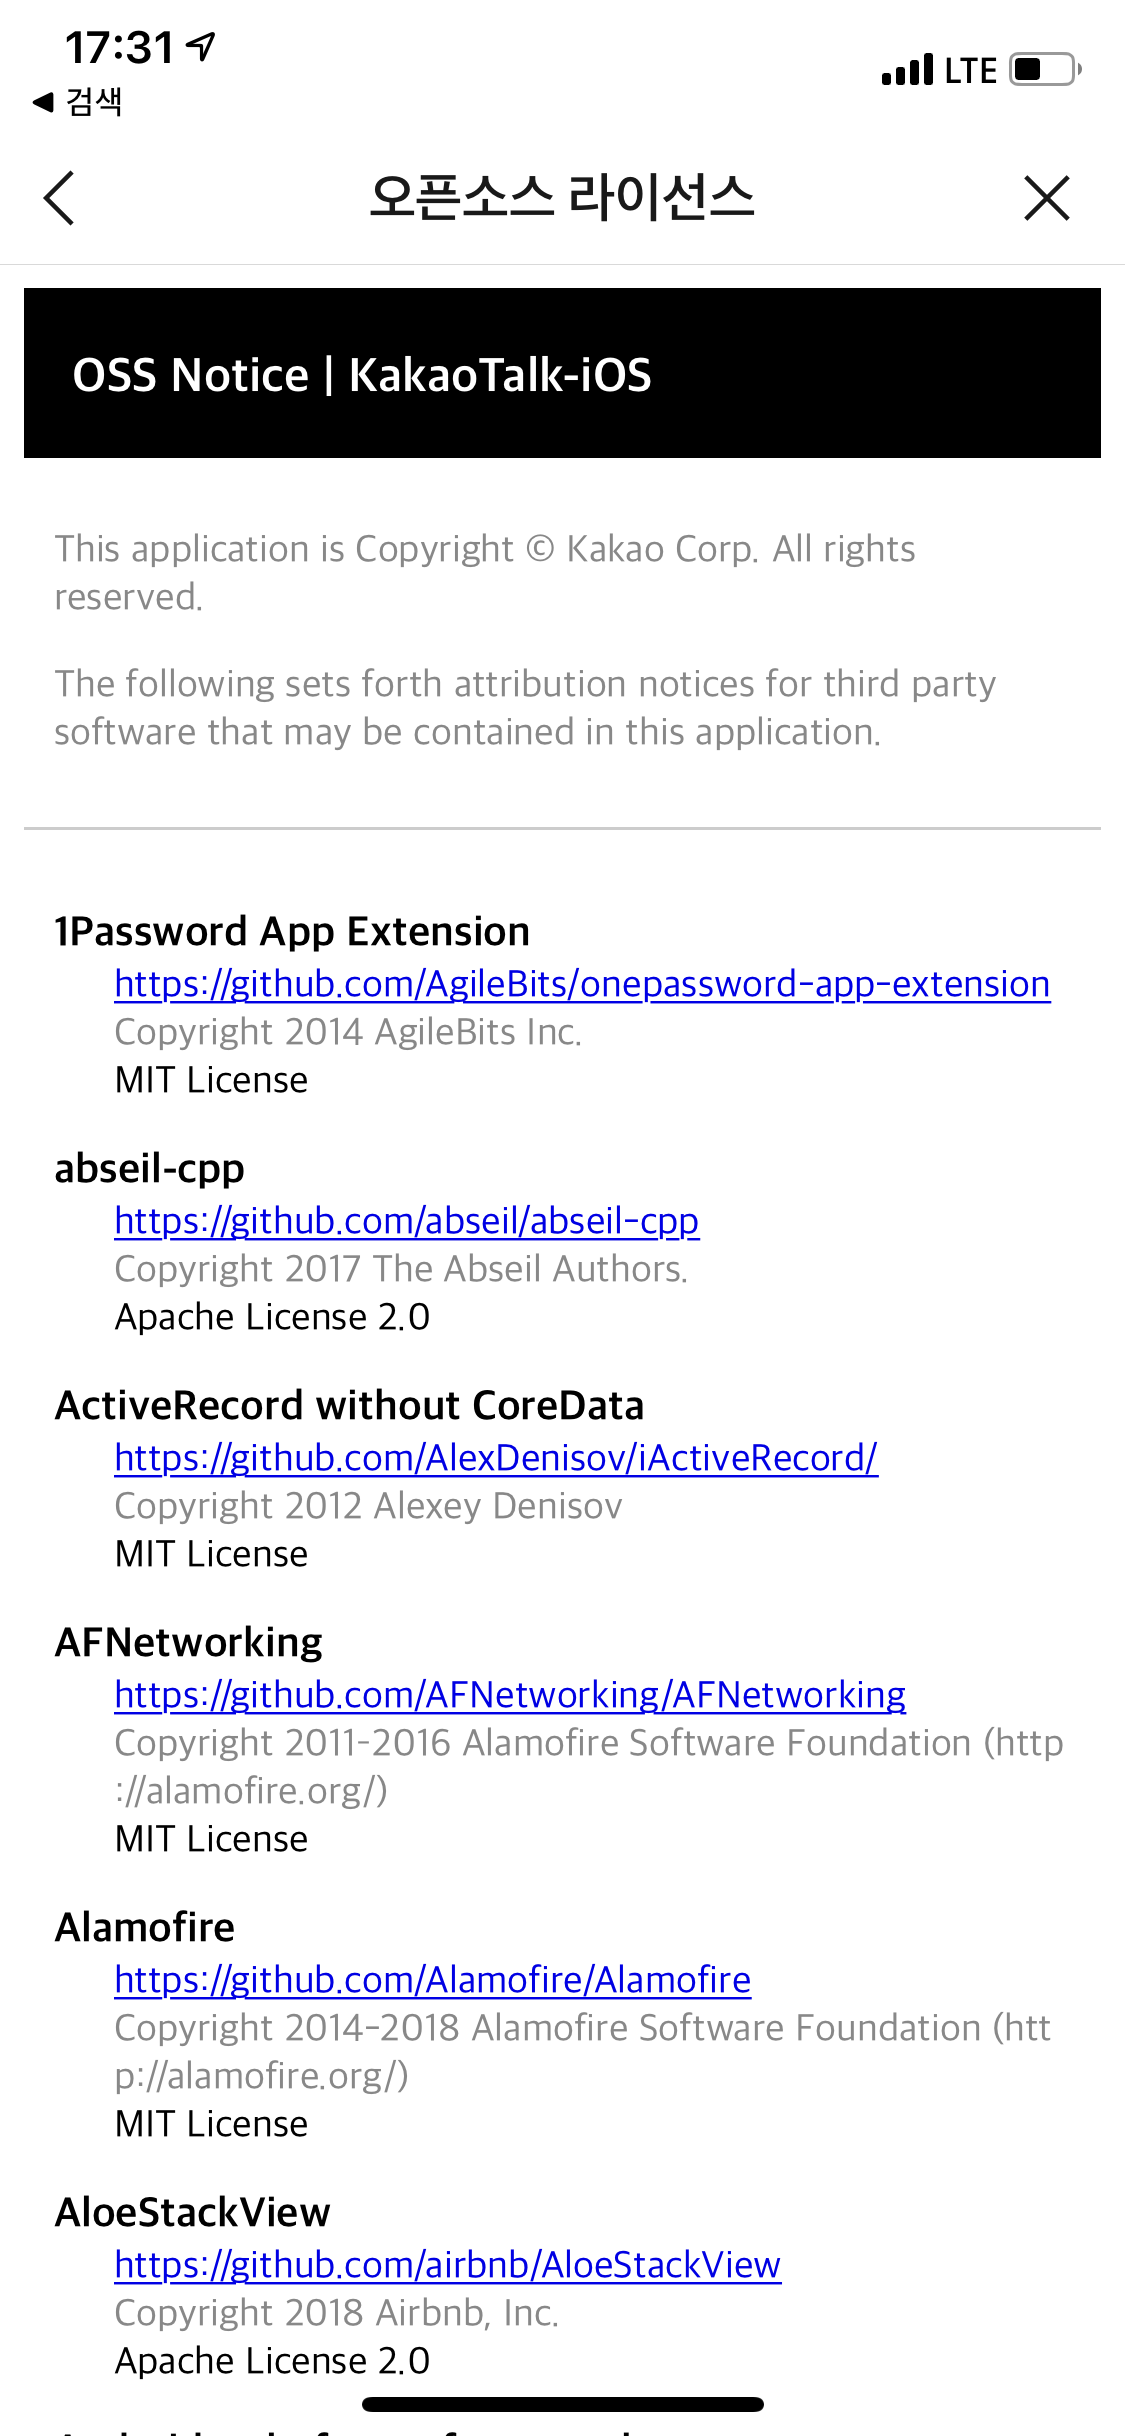 17:31
LTE
검색
오픈소스 라이선스
OSS Notice | KakaoTalk-iOS
This application is Copyright © Kakao Corp. All rights
reserved.
The following sets forth attribution notices for third party
software that may be contained in this application.
1Password App Extension
https://github.com/AgileBits/onepassword-app-extension
Copyright 2014 AgileBits Inc.
MIT License
abseil-cpp
https://github.com/abseil/abseil-cpp
Copyright 2017 The Abseil Authors.
Apache License 2.0
ActiveRecord without CoreData
https://github.com/AlexDenisov/iActiveRecord/
Copyright 2012 Alexey Denisov
MIT License
AFNetworking
https://github.com/AFNetworking/AFNetworking
Copyright 2011-2016 Alamofire Software Foundation (http
://alamofire.org/)
MIT License
Alamofire
https://github.com/Alamofire/Alamofire
Copyright 2014-2018 Alamofire Software Foundation (htt
p://alamofire.org/)
MIT License
AloeStackView
https://github.com/airbnb/AloeStackView
Copyright 2018 Airbnb, Inc.
Apache License 2.0